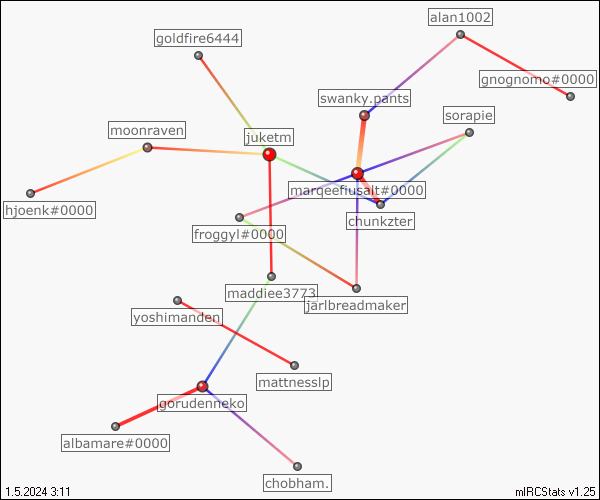 alan1002
goldfire6444
gnognomo#0000
swanky.pants
sorapie
moonraven
juketm
marqeefiusalt#0000
hjoenk#0000
chunkzter
froggyl#0000
maddiee3773
jarlbreadmaker
yoshimanden
mattnesslp
gorudenneko
albamare#0000
chobham.
1.5.2024 3:11
mIRCStats v1.25